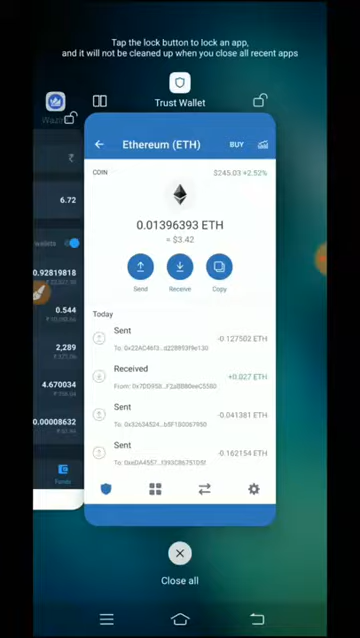 Tap the lock button to lock an app,
and it will not be cleaned up when you close all recent apps
Trust Wallet
Ethereum (ETH)
BUY
COIN
$245.03 +2.52%
0.01396393 ETH
≈ $3.42
Send
Receive
Copy
Today
Sent
-0.127503 ETH
Received
+0.027 ETH
Sent
-0.041381 ETH
Sent
-0.162154 ETH
₹
6.72
wallets
0.92819818
0.544
2,289
4.670034
0.00008632
Funds
Close all